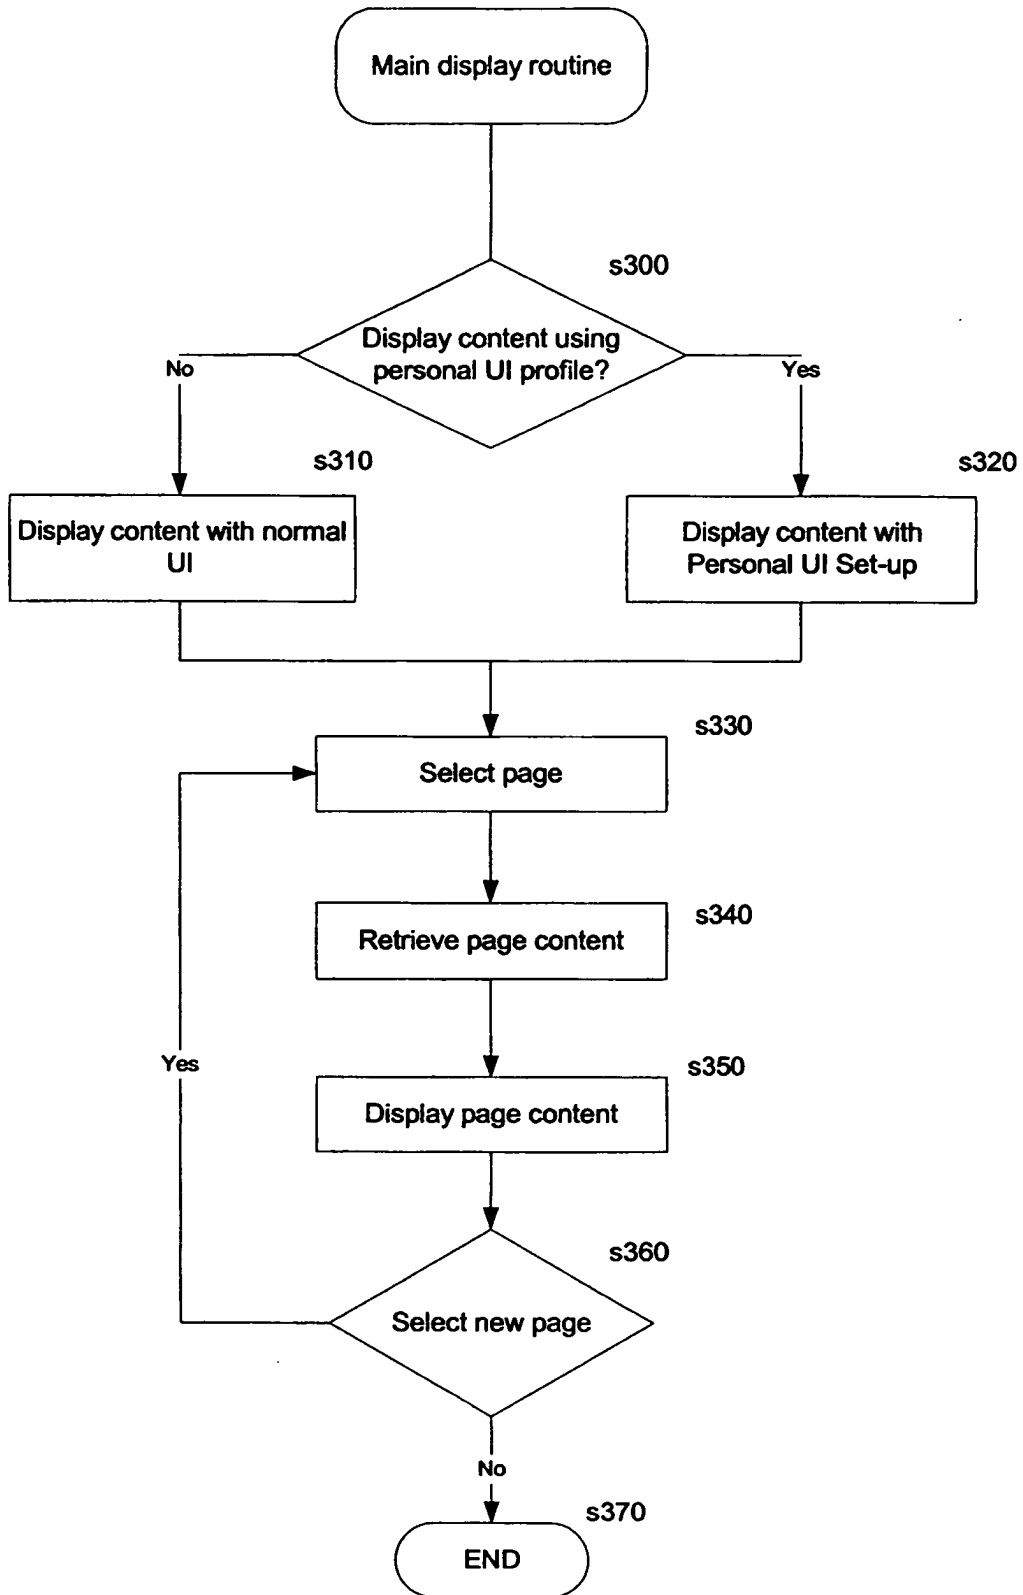 Main display routine
s300
Display content using
personal UI profile?
No
Yes
s310
s320
Display content with normal
UI
Display content with
Personal UI Set-up
s330
Select page
s340
Retrieve page content
Yes
s350
Display page content
s360
Select new page
No
s370
END